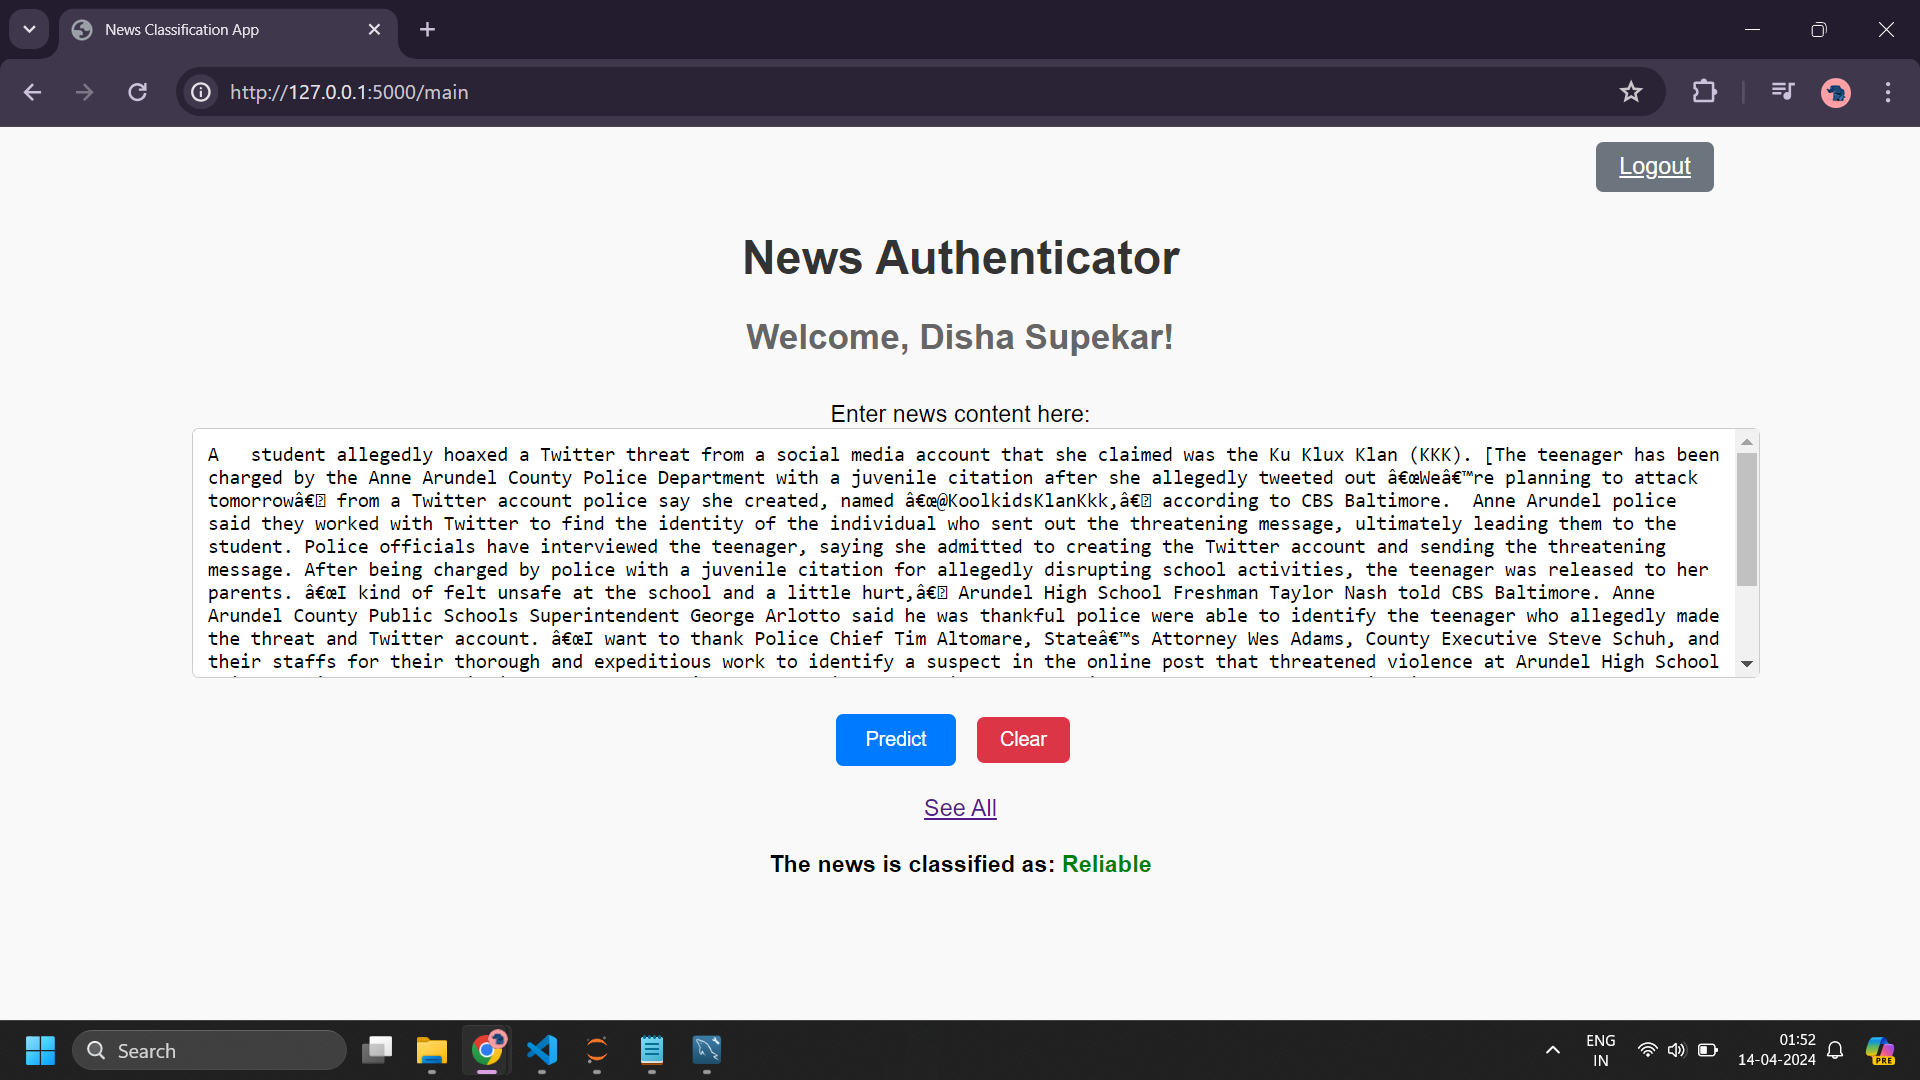 News Classification App
http://127.0.0.1:5000/main
Logout
News Authenticator
Welcome, Disha Supekar!
Enter news content here:
A   student allegedly hoaxed a Twitter threat from a social media account that she claimed was the Ku Klux Klan (KKK). [The teenager has been
charged by the Anne Arundel County Police Department with a juvenile citation after she allegedly tweeted out â€œWeâ€™re planning to attack
tomorrowâ€ from a Twitter account police say she created, named â€œ@KoolkidsKlanKkk,â€ according to CBS Baltimore.  Anne Arundel police
said they worked with Twitter to find the identity of the individual who sent out the threatening message, ultimately leading them to the
student. Police officials have interviewed the teenager, saying she admitted to creating the Twitter account and sending the threatening
message. After being charged by police with a juvenile citation for allegedly disrupting school activities, the teenager was released to her
parents. â€œI kind of felt unsafe at the school and a little hurt,â€ Arundel High School Freshman Taylor Nash told CBS Baltimore. Anne
Arundel County Public Schools Superintendent George Arlotto said he was thankful police were able to identify the teenager who allegedly made
the threat and Twitter account. â€œI want to thank Police Chief Tim Altomare, Stateâ€™s Attorney Wes Adams, County Executive Steve Schuh, and
their staffs for their thorough and expeditious work to identify a suspect in the online post that threatened violence at Arundel High School
Predict
Clear
See All
The news is classified as: Reliable
Search
ENG
IN
01:52
14-04-2024
PRE